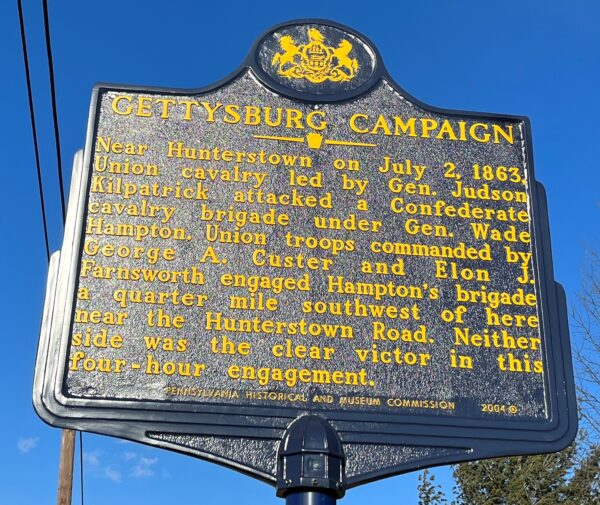 GETTYSBURG CAMPAIGN
Near Hunterstown on July 2, 1863,
Union cavalry led by Gen. Judson
Kilpatrick attacked a Confederate
cavalry brigade under Gen. Wade
Hampton. Union troops commanded by
George A. Custer and Elon J.
Farnsworth engaged Hampton's brigade
a quarter mile southwest of here
near the Hunterstown Road. Neither
side was the clear victor in this
four-hour engagement.
PENNSYLVANIA HISTORICAL AND MUSEUM COMMISSION 2004 ©